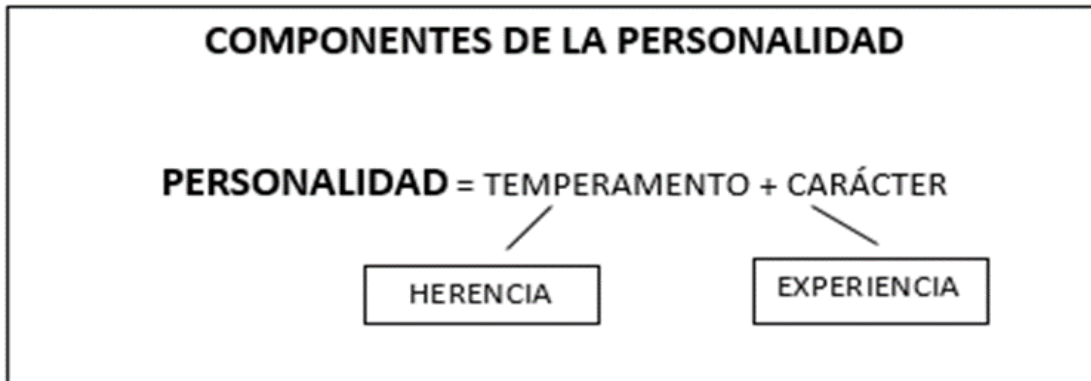 COMPONENTES DE LA PERSONALIDAD
PERSONALIDAD = TEMPERAMENTO + CARÁCTER
HERENCIA
EXPERIENCIA